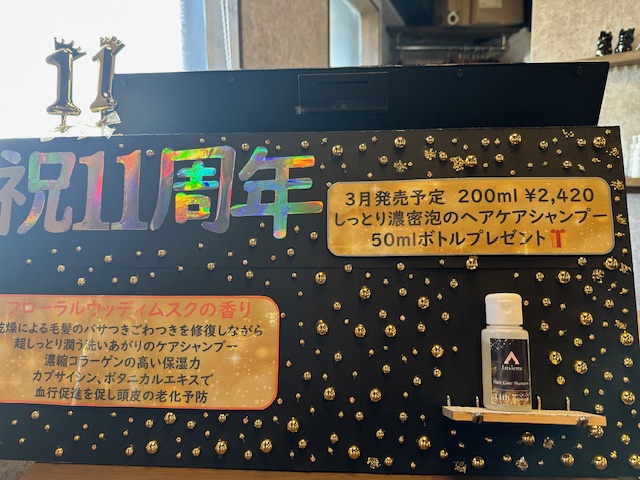 11
祝11周年
3月発売予定 200ml ¥2,420
しっとり濃密泡のヘアケアシャンプー
50mlボトルプレゼント
フローラルウッディムスクの香り
乾燥による毛髪のパサつきごわつきを修復しながら
超しっとり潤う洗いあがりのケアシャンプー
濃縮コラーゲンの高い保湿力
カプサイシン、ボタニカルエキスで
血行促進を促し頭皮の老化予防
Insieme
Hair Care Shampoo
11th